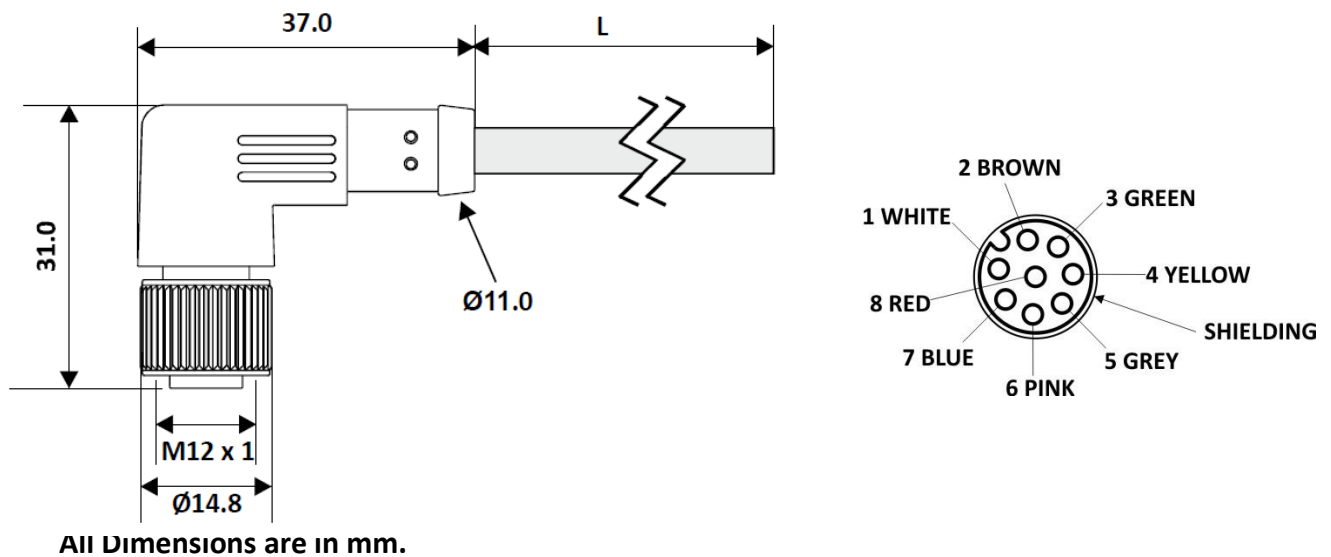 37.0
L
31.0
Ø11.0
M12 x 1
Ø14.8
All Dimensions are in mm.
2 BROWN
3 GREEN
1 WHITE
4 YELLOW
8 RED
SHIELDING
7 BLUE
5 GREY
6 PINK